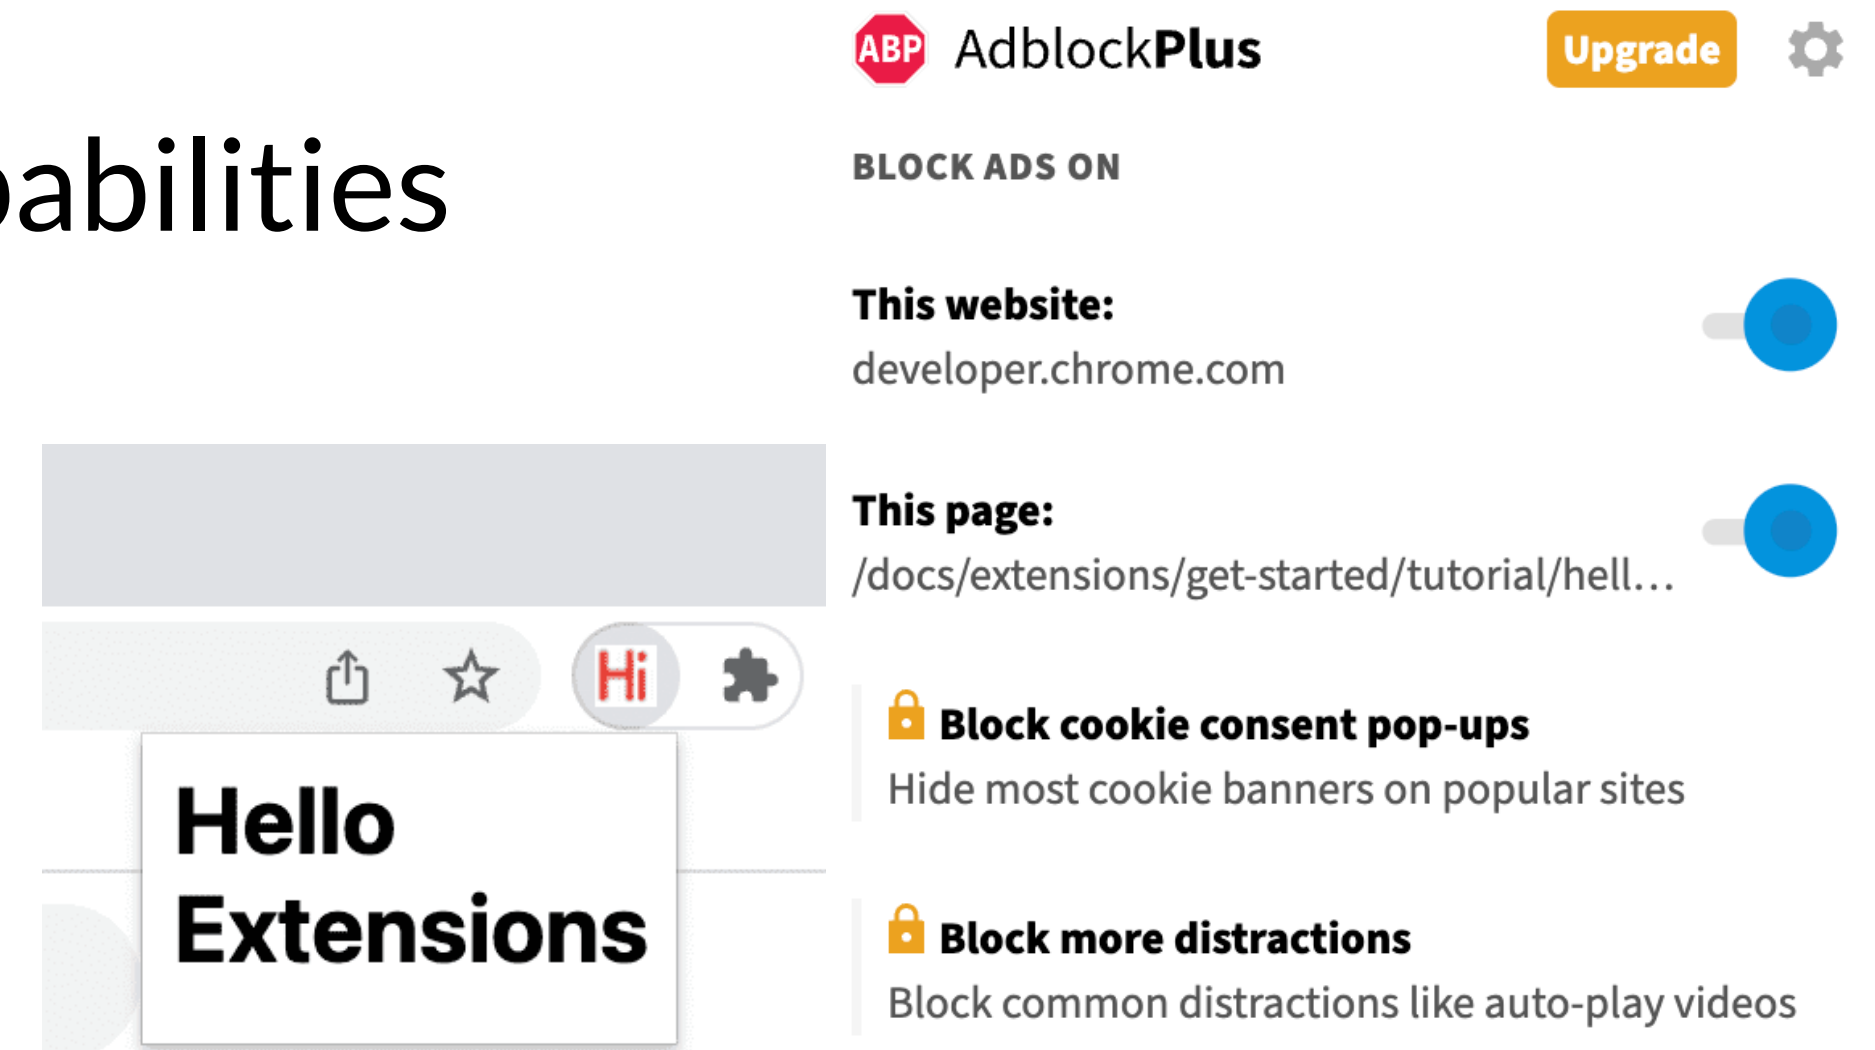 abilities
Hi
Hello
Extensions
ABP AdblockPlus Upgrade
BLOCK ADS ON
This website:
developer.chrome.com
This page:
/docs/extensions/get-started/tutorial/hell...
Block cookie consent pop-ups
Hide most cookie banners on popular sites
Block more distractions
Block common distractions like auto-play videos